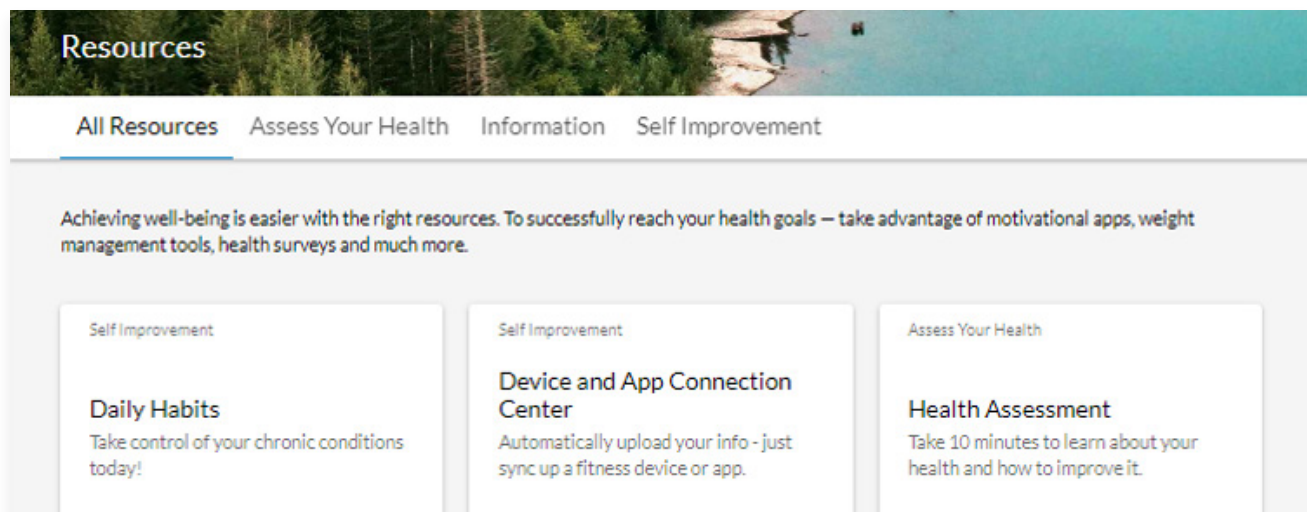 Resources
All Resources
Assess Your Health
Information
Self Improvement
Achieving well-being is easier with the right resources. To successfully reach your health goals — take advantage of motivational apps, weight
management tools, health surveys and much more.
Self Improvement
Daily Habits
Take control of your chronic conditions
today!
Self Improvement
Device and App Connection
Center
Automatically upload your info - just
sync up a fitness device or app.
Assess Your Health
Health Assessment
Take 10 minutes to learn about your
health and how to improve it.